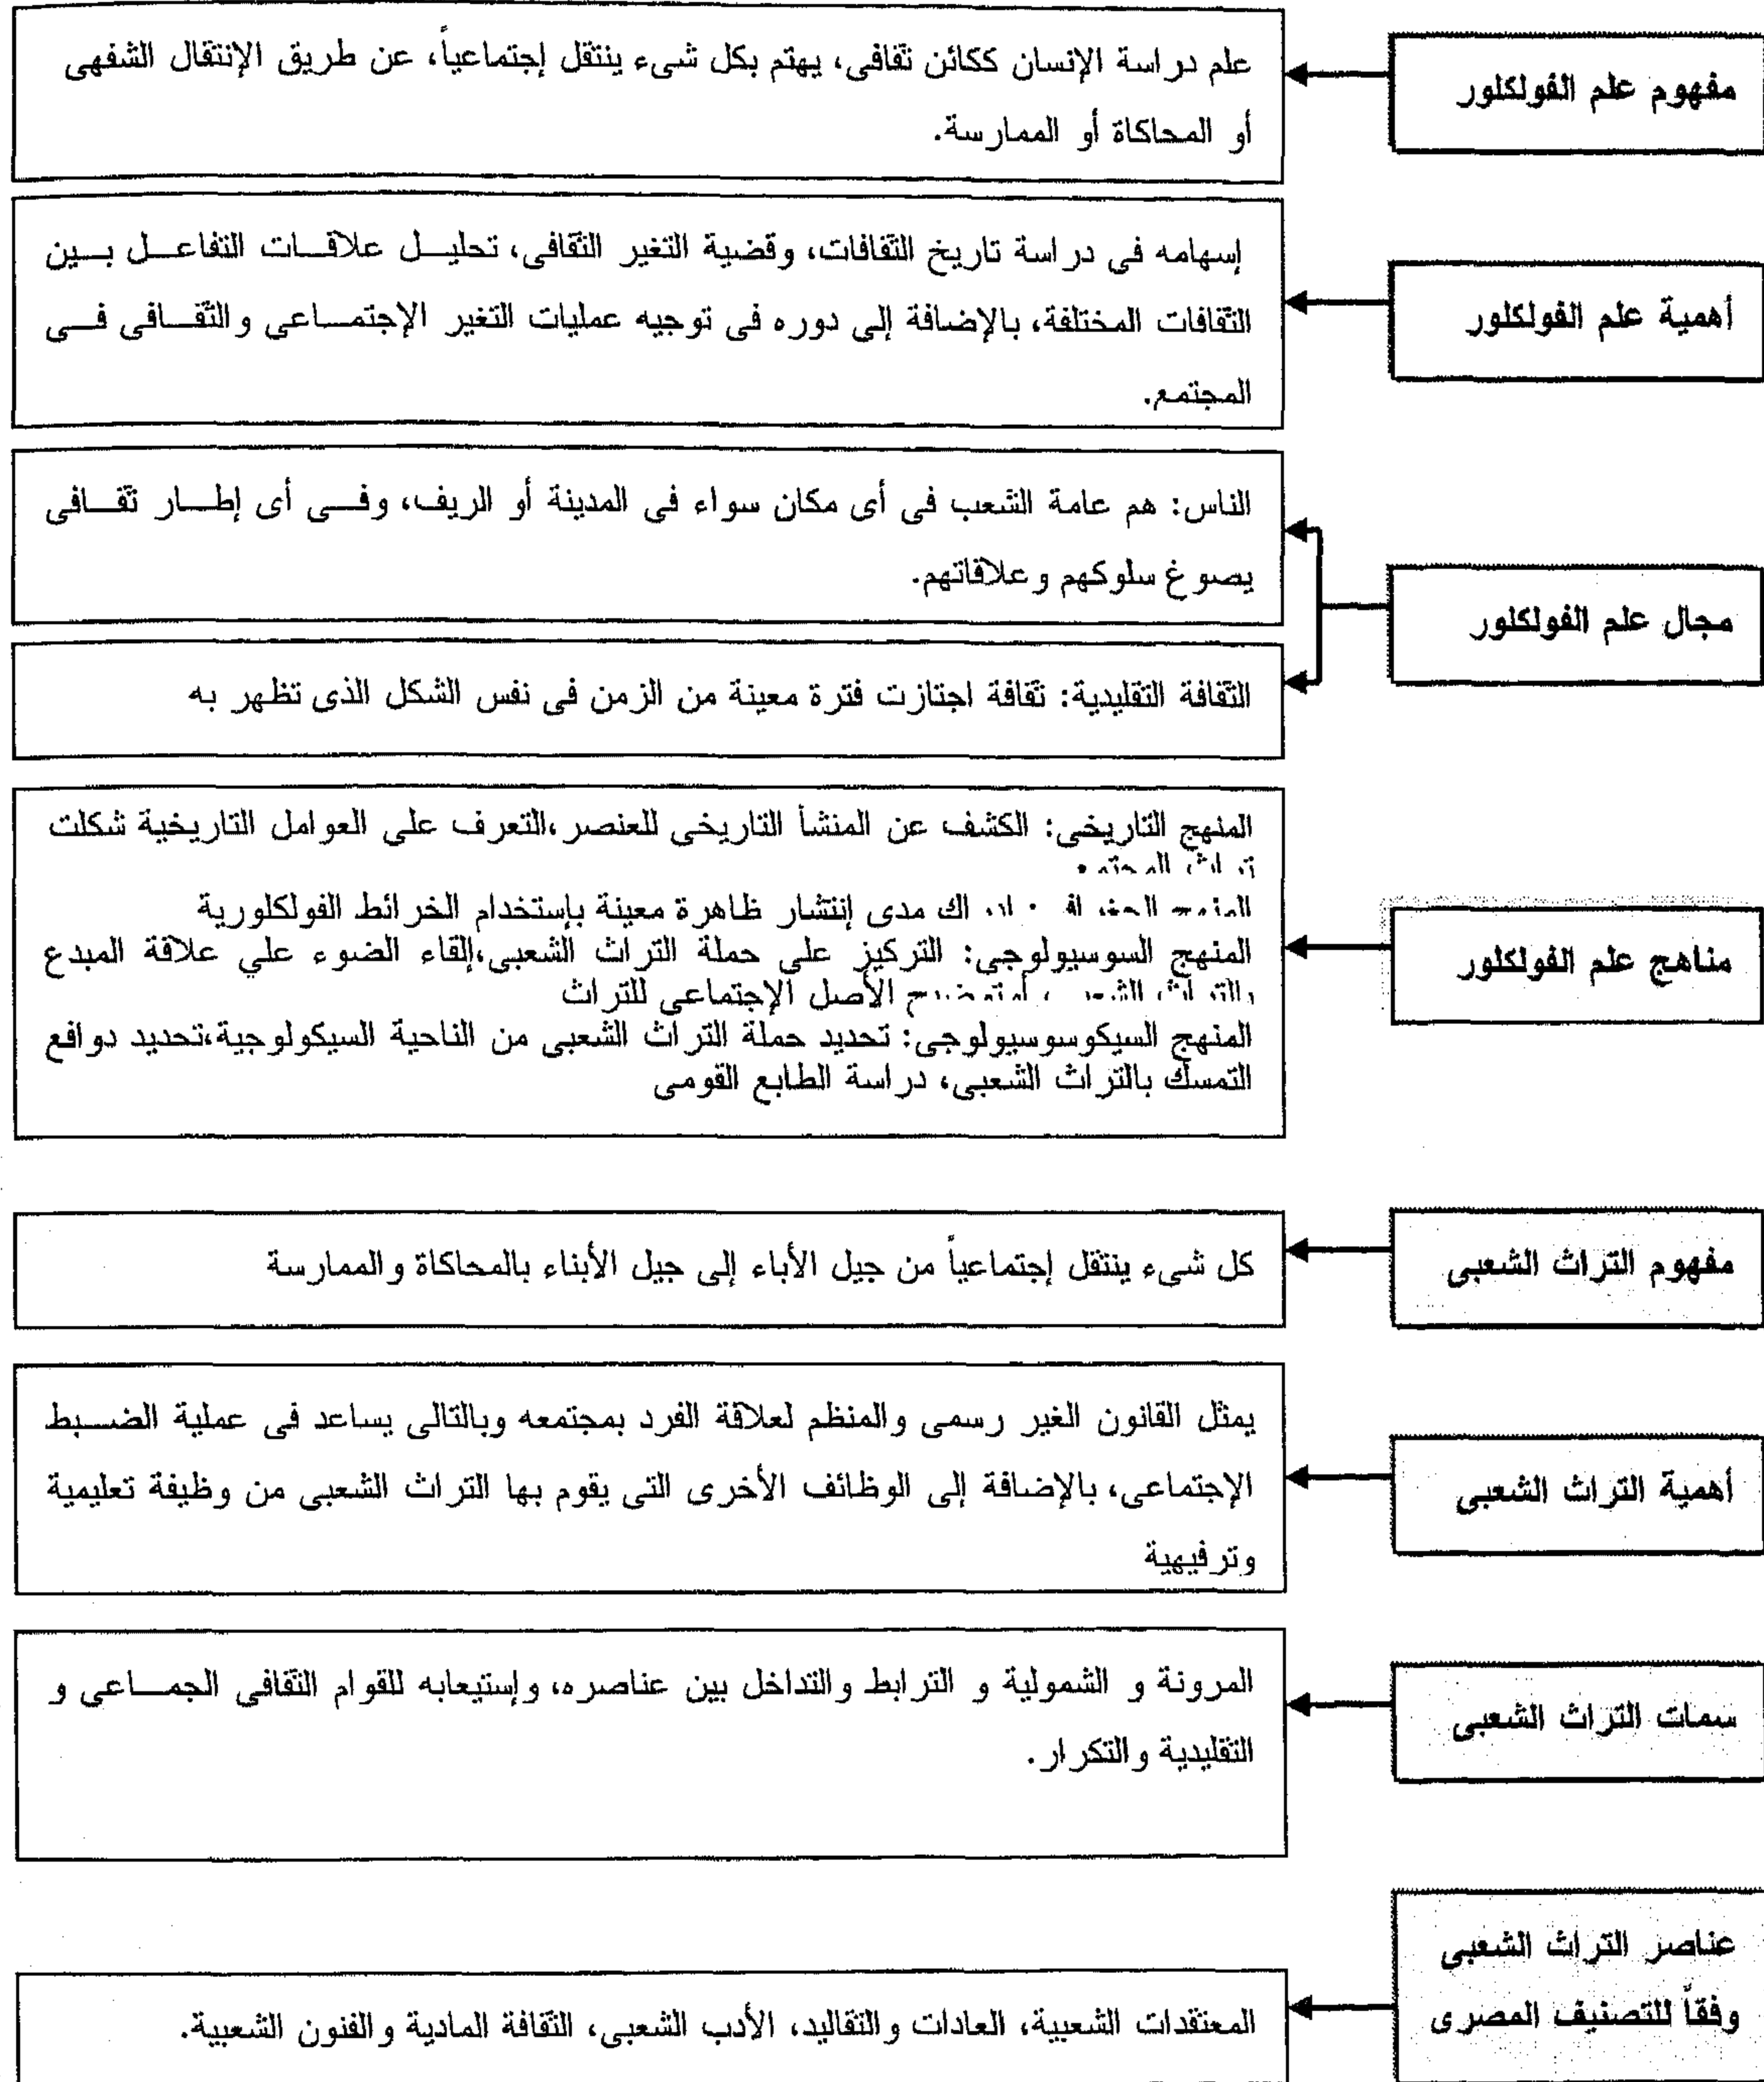 مفهوم علم الفولكلور
علم دراسة الإنسان ككائن ثقافى، يهتم بكل شىء ينتقل إجتماعياً، عن طريق الإنتقال الشفهى
أو المحاكاة أو الممارسة.
أهمية علم الفولكلور
إسهامه فى دراسة تاريخ الثقافات، وقضية التغير الثقافى، تحليل علاقات التفاعل بين
الثقافات المختلفة، بالإضافة إلى دوره فى توجيه عمليات التغير الإجتماعى والثقافى فى
المجتمع.
مجال علم الفولكلور
الناس: هم عامة الشعب فى أى مكان سواء فى المدينة أو الريف، وفى أى إطار ثقافى
يصوغ سلوكهم وعلاقاتهم.
الثقافة التقليدية: ثقافة اجتازت فترة معينة من الزمن فى نفس الشكل الذى تظهر به
مناهج علم الفولكلور
المنهج التاريخى: الكشف عن المنشأ التاريخى للعنصر،التعرف على العوامل التاريخية شكلت
مدى إنتشار ظاهرة معينة بإستخدام الخرائط الفولكلورية
المنهج السوسيولوجى: التركيز على حملة التراث الشعبى،إلقاء الضوء علي علاقة المبدع
الأصل الإجتماعى للتراث
المنهج السيكوسوسيولوجى: تحديد حملة التراث الشعبى من الناحية السيكولوجية،تحديد دوافع
التمسك بالتراث الشعبى، دراسة الطابع القومى
مفهوم التراث الشعبى
كل شىء ينتقل إجتماعياً من جيل الأباء إلى جيل الأبناء بالمحاكاة والممارسة
أهمية التراث الشعبى
يمثل القانون الغير رسمى والمنظم لعلاقة الفرد بمجتمعه وبالتالى يساعد فى عملية الضبط
الإجتماعى، بالإضافة إلى الوظائف الأخرى التى يقوم بها التراث الشعبى من وظيفة تعليمية
وترفيهية
سمات التراث الشعبى
المرونة و الشمولية و الترابط والتداخل بين عناصره، وإستيعابه للقوام الثقافى الجماعى و
التقليدية والتكرار.
عناصر التراث الشعبى
وفقاً للتصنيف المصرى
المعتقدات الشعبية، العادات والتقاليد، الأدب الشعبى، الثقافة المادية والفنون الشعبية.